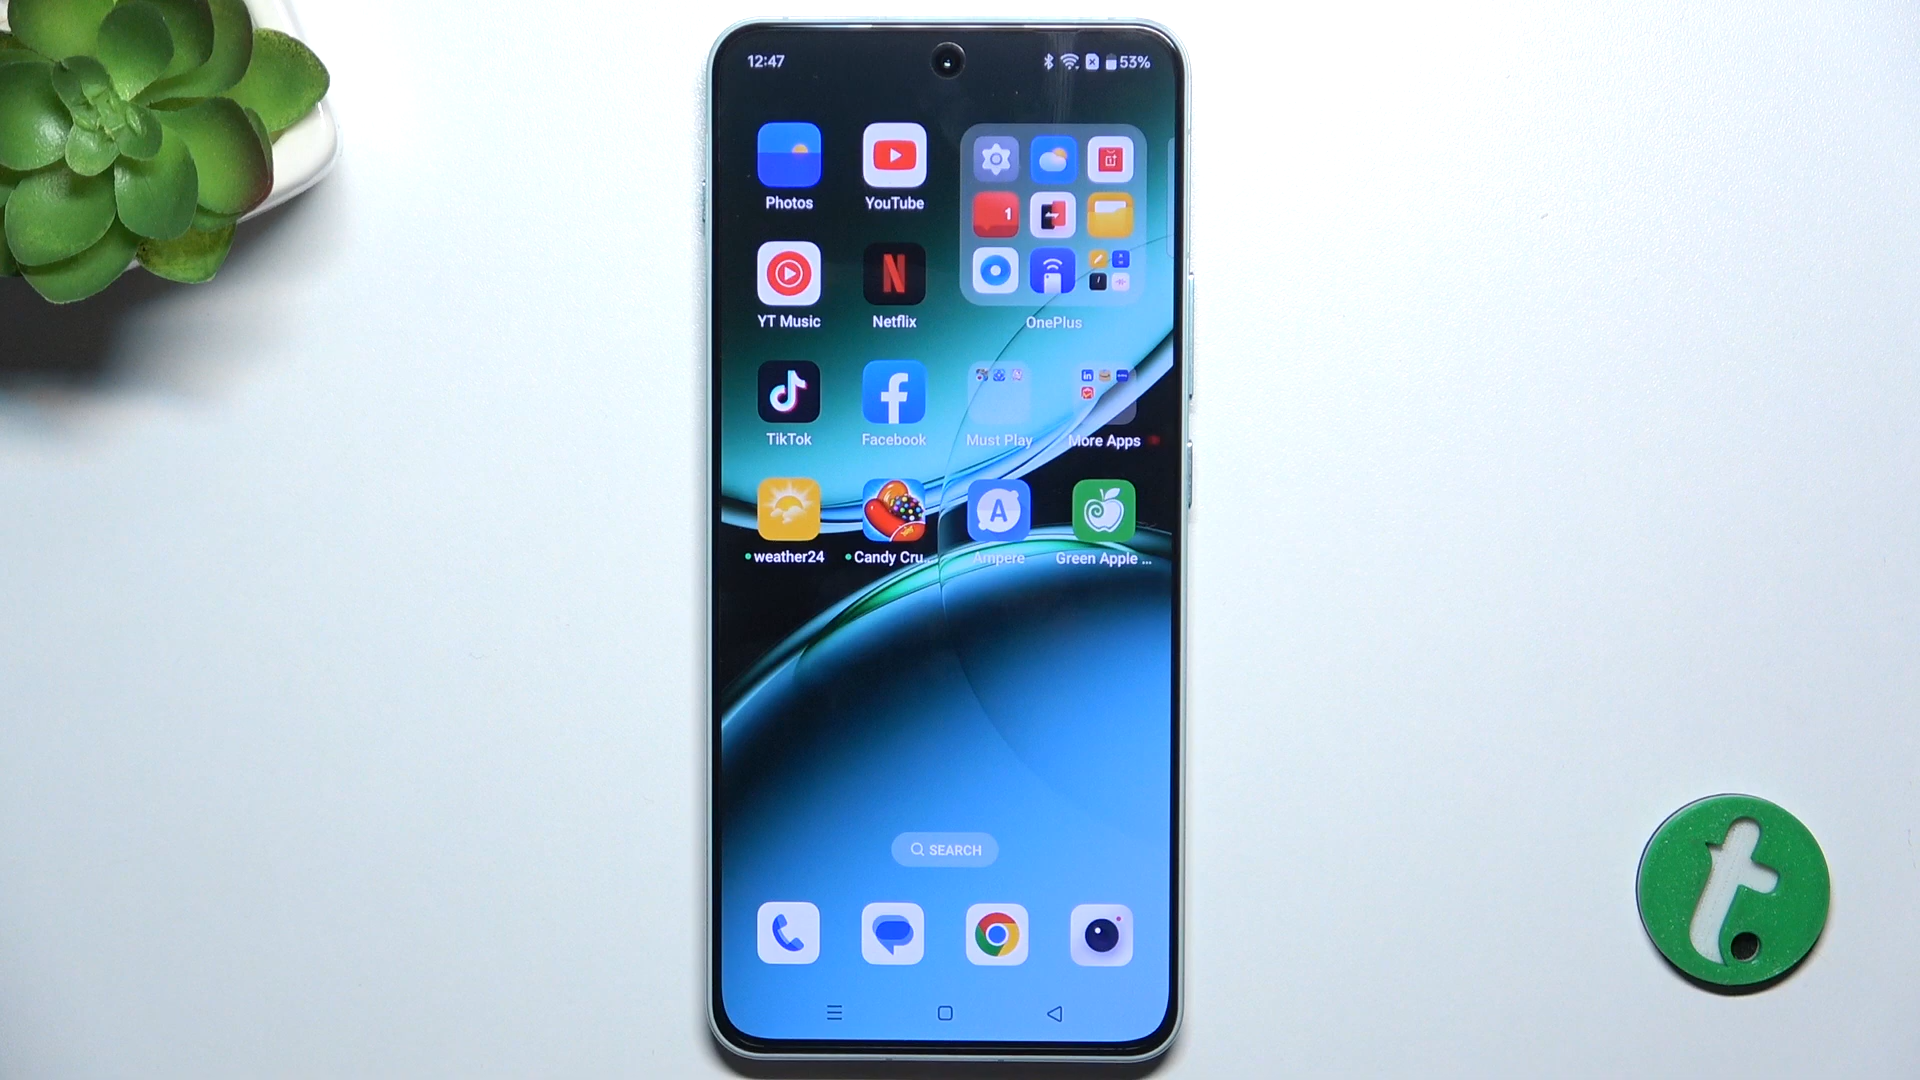 12:47 53%
Photos YouTube
1
YT Music Netflix OnePlus
TikTok Facebook Must Play More Apps
weather24 Candy Cru... Ampere Green Apple ...
SEARCH
t